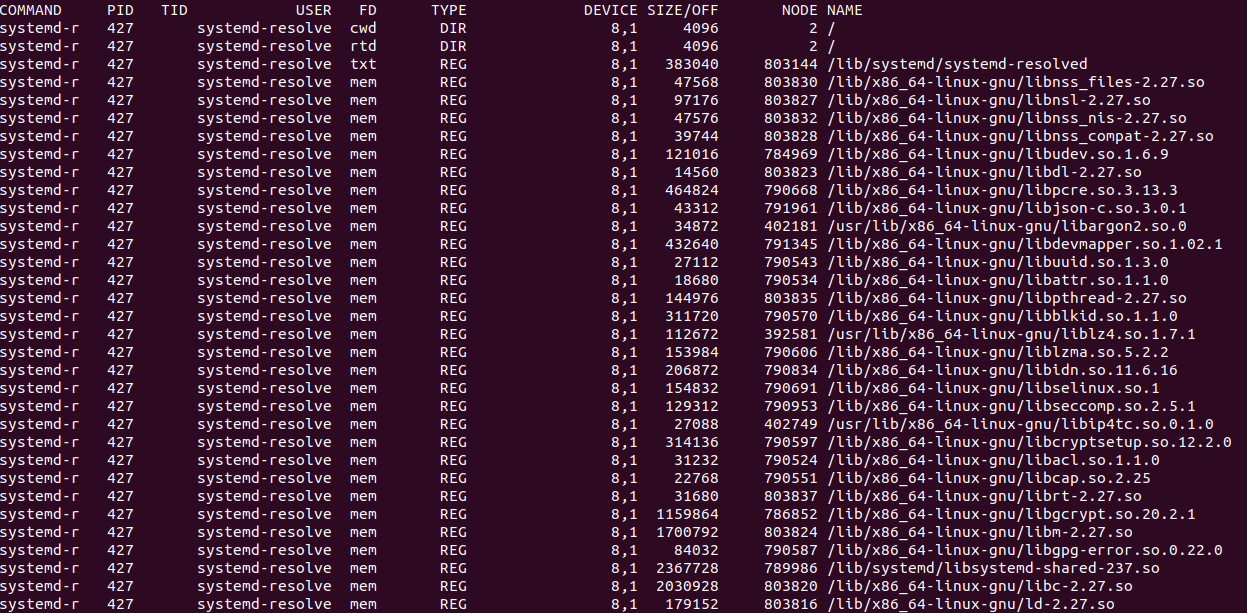 COMMAND PID TID USER FD TYPE DEVICE SIZE/OFF NODE NAME
systemd-r 427 systemd-resolve cwd DIR 8,1 4096 2 /
systemd-r 427 systemd-resolve rtd DIR 8,1 4096 2 /
systemd-r 427 systemd-resolve txt REG 8,1 383040 803144 /lib/systemd/systemd-resolved
systemd-r 427 systemd-resolve mem REG 8,1 47568 803830 /lib/x86_64-linux-gnu/libnss_files-2.27.so
systemd-r 427 systemd-resolve mem REG 8,1 97176 803827 /lib/x86_64-linux-gnu/libnsl-2.27.so
systemd-r 427 systemd-resolve mem REG 8,1 47576 803832 /lib/x86_64-linux-gnu/libnss_nis-2.27.so
systemd-r 427 systemd-resolve mem REG 8,1 39744 803828 /lib/x86_64-linux-gnu/libnss_compat-2.27.so
systemd-r 427 systemd-resolve mem REG 8,1 121016 784969 /lib/x86_64-linux-gnu/libudev.so.1.6.9
systemd-r 427 systemd-resolve mem REG 8,1 14560 803823 /lib/x86_64-linux-gnu/libdl-2.27.so
systemd-r 427 systemd-resolve mem REG 8,1 464824 790668 /lib/x86_64-linux-gnu/libpcre.so.3.13.3
systemd-r 427 systemd-resolve mem REG 8,1 43312 791961 /lib/x86_64-linux-gnu/libjson-c.so.3.0.1
systemd-r 427 systemd-resolve mem REG 8,1 34872 402181 /usr/lib/x86_64-linux-gnu/libargon2.so.0
systemd-r 427 systemd-resolve mem REG 8,1 432640 791345 /lib/x86_64-linux-gnu/libdevmapper.so.1.02.1
systemd-r 427 systemd-resolve mem REG 8,1 27112 790543 /lib/x86_64-linux-gnu/libuuid.so.1.3.0
systemd-r 427 systemd-resolve mem REG 8,1 18680 790534 /lib/x86_64-linux-gnu/libattr.so.1.1.0
systemd-r 427 systemd-resolve mem REG 8,1 144976 803835 /lib/x86_64-linux-gnu/libpthread-2.27.so
systemd-r 427 systemd-resolve mem REG 8,1 311720 790570 /lib/x86_64-linux-gnu/libblkid.so.1.1.0
systemd-r 427 systemd-resolve mem REG 8,1 112672 392581 /usr/lib/x86_64-linux-gnu/liblz4.so.1.7.1
systemd-r 427 systemd-resolve mem REG 8,1 153984 790606 /lib/x86_64-linux-gnu/liblzma.so.5.2.2
systemd-r 427 systemd-resolve mem REG 8,1 206872 790834 /lib/x86_64-linux-gnu/libidn.so.11.6.16
systemd-r 427 systemd-resolve mem REG 8,1 154832 790691 /lib/x86_64-linux-gnu/libselinux.so.1
systemd-r 427 systemd-resolve mem REG 8,1 129312 790953 /lib/x86_64-linux-gnu/libseccomp.so.2.5.1
systemd-r 427 systemd-resolve mem REG 8,1 27088 402749 /usr/lib/x86_64-linux-gnu/libip4tc.so.0.1.0
systemd-r 427 systemd-resolve mem REG 8,1 314136 790597 /lib/x86_64-linux-gnu/libcryptsetup.so.12.2.0
systemd-r 427 systemd-resolve mem REG 8,1 31232 790524 /lib/x86_64-linux-gnu/libacl.so.1.1.0
systemd-r 427 systemd-resolve mem REG 8,1 22768 790551 /lib/x86_64-linux-gnu/libcap.so.2.25
systemd-r 427 systemd-resolve mem REG 8,1 31680 803837 /lib/x86_64-linux-gnu/librt-2.27.so
systemd-r 427 systemd-resolve mem REG 8,1 1159864 786852 /lib/x86_64-linux-gnu/libgcrypt.so.20.2.1
systemd-r 427 systemd-resolve mem REG 8,1 1700792 803824 /lib/x86_64-linux-gnu/libm-2.27.so
systemd-r 427 systemd-resolve mem REG 8,1 84032 790587 /lib/x86_64-linux-gnu/libgpg-error.so.0.22.0
systemd-r 427 systemd-resolve mem REG 8,1 2367728 789986 /lib/systemd/libsystemd-shared-237.so
systemd-r 427 systemd-resolve mem REG 8,1 2030928 803820 /lib/x86_64-linux-gnu/libc-2.27.so
systemd-r 427 systemd-resolve mem REG 8,1 179152 803816 /lib/x86_64-linux-gnu/ld-2.27.so